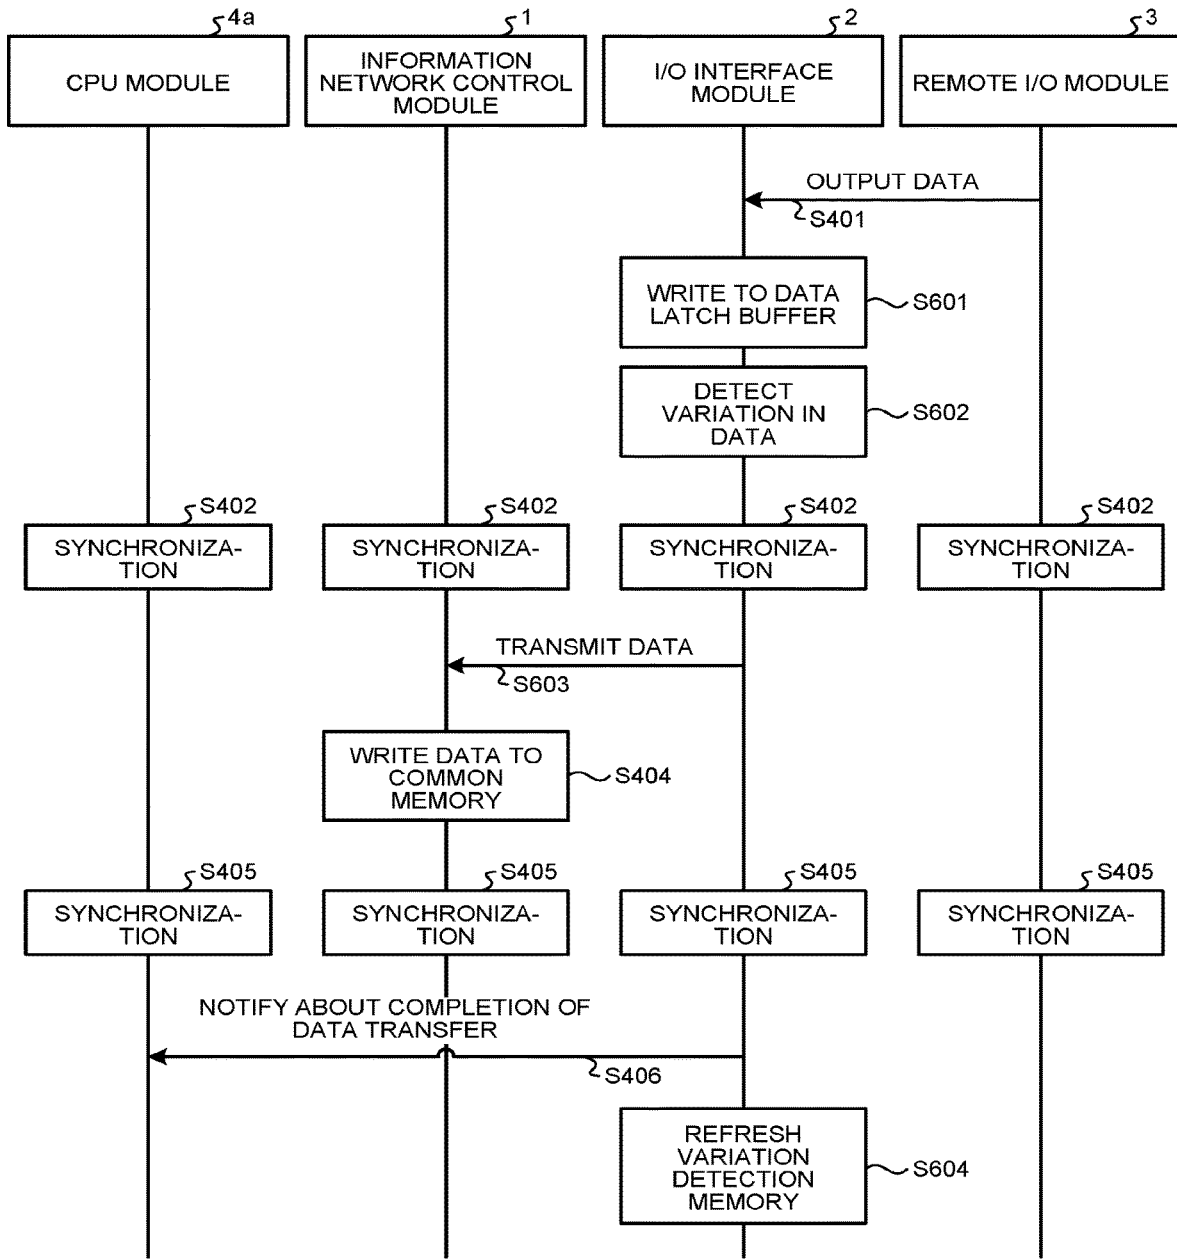 4a
1
2
3
CPU MODULE
INFORMATION
NETWORK CONTROL
MODULE
I/O INTERFACE
MODULE
REMOTE I/O MODULE
OUTPUT DATA
S401
WRITE TO DATA
LATCH BUFFER
S601
DETECT
VARIATION IN
DATA
S602
S402
S402
S402
S402
SYNCHRONIZA-
TION
SYNCHRONIZA-
TION
SYNCHRONIZA-
TION
SYNCHRONIZA-
TION
TRANSMIT DATA
S603
WRITE DATA TO
COMMON
MEMORY
S404
S405
S405
S405
S405
SYNCHRONIZA-
TION
SYNCHRONIZA-
TION
SYNCHRONIZA-
TION
SYNCHRONIZA-
TION
NOTIFY ABOUT COMPLETION OF
DATA TRANSFER
S406
REFRESH
VARIATION
DETECTION
MEMORY
S604